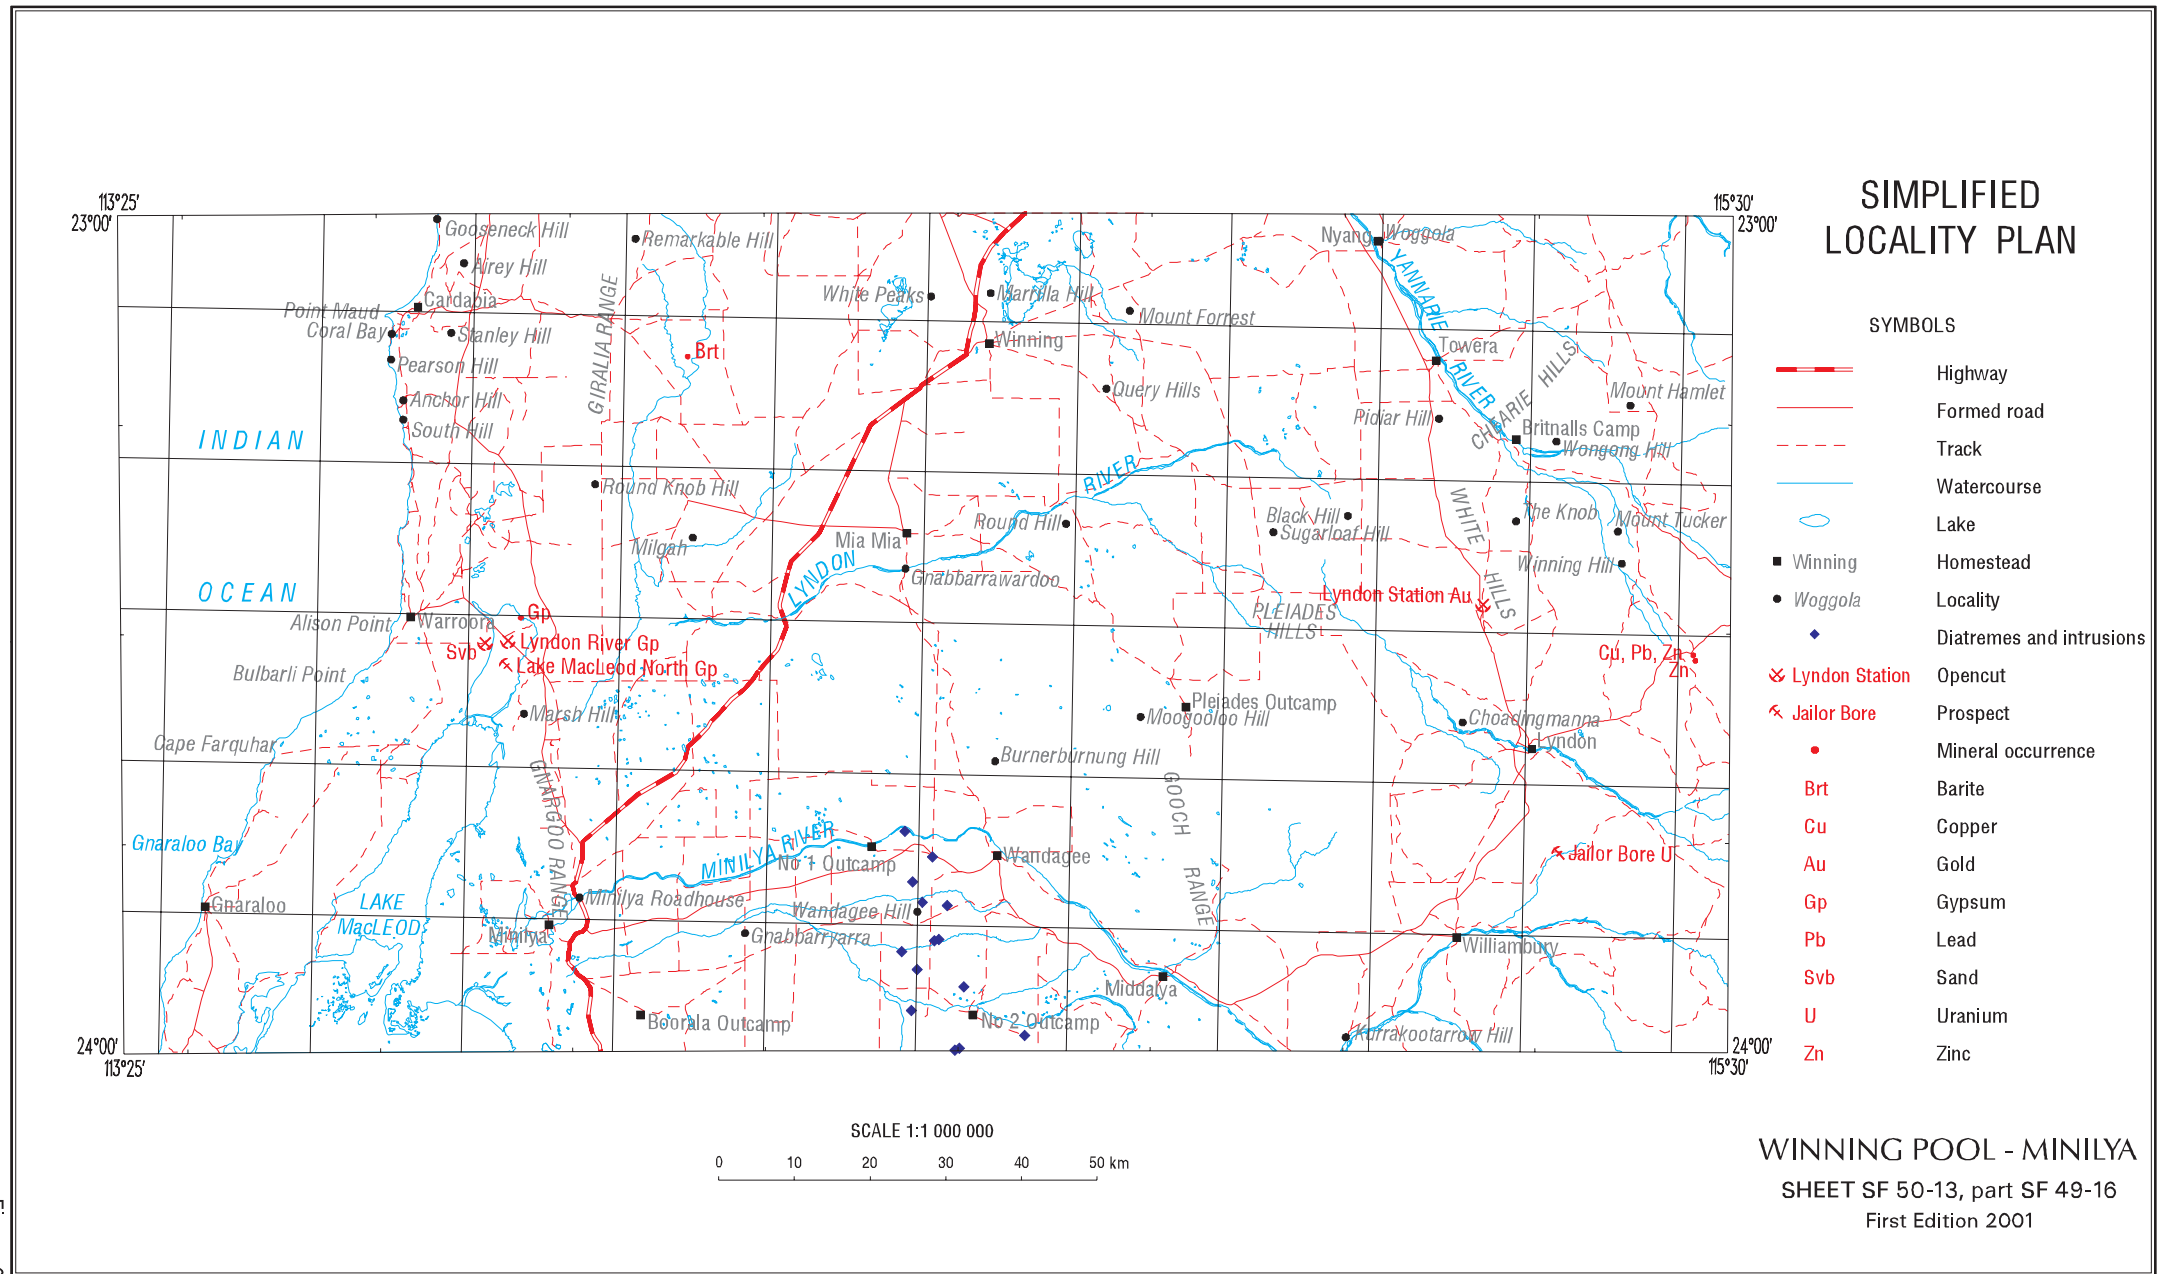 113°25'
23°00'
115°30'
23°00'
Gooseneck Hill
Remarkable Hill
Nyang
Woggola
Airey Hill
Cardabia
Point Maud
Coral Bay
Stanley Hill
Pearson Hill
Anchor Hill
South Hill
GIRALIA RANGE
Brt
White Peaks
Marrilla Hill
Winning
Mount Forrest
Query Hills
YANNARIE
RIVER
Towera
CHEARIE HILLS
Mount Hamlet
Pidiar Hill
Britnalls Camp
Wongong Hill
INDIAN
OCEAN
Round Knob Hill
Milgah
Mia Mia
Round Hill
LYNDON
RIVER
Gnabbarrawardoo
Black Hill
Sugarloaf Hill
WHITE
HILLS
The Knob
Mount Tucker
Winning Hill
Lyndon Station Au
PLEIADES
HILLS
Alison Point
Warroora
Gp
Svb
Lyndon River Gp
Lake MacLeod North Gp
Bulbarli Point
Marsh Hill
Cape Farquhar
Cu, Pb, Zn
Zn
Pleiades Outcamp
Moogooloo Hill
Choadingmanna
Lyndon
Burnerburnung Hill
GNARGOO RANGE
GOOCH
RANGE
Gnaraloo Bay
MINILYA RIVER
No 1 Outcamp
Wandagee
Jailor Bore U
Gnaraloo
LAKE
MacLEOD
Minilya Roadhouse
Minilya
Wandagee Hill
Gnabbarryarra
Williambury
Middalya
Boorala Outcamp
No 2 Outcamp
Kurrakootarrow Hill
24°00'
113°25'
24°00'
115°30'
SCALE 1:1 000 000
0 10 20 30 40 50 km
SIMPLIFIED
LOCALITY PLAN
SYMBOLS
Highway
Formed road
Track
Watercourse
Lake
Winning Homestead
Woggola Locality
Diatremes and intrusions
Lyndon Station Opencut
Jailor Bore Prospect
Mineral occurrence
Brt Barite
Cu Copper
Au Gold
Gp Gypsum
Pb Lead
Svb Sand
U Uranium
Zn Zinc
WINNING POOL - MINILYA
SHEET SF 50-13, part SF 49-16
First Edition 2001